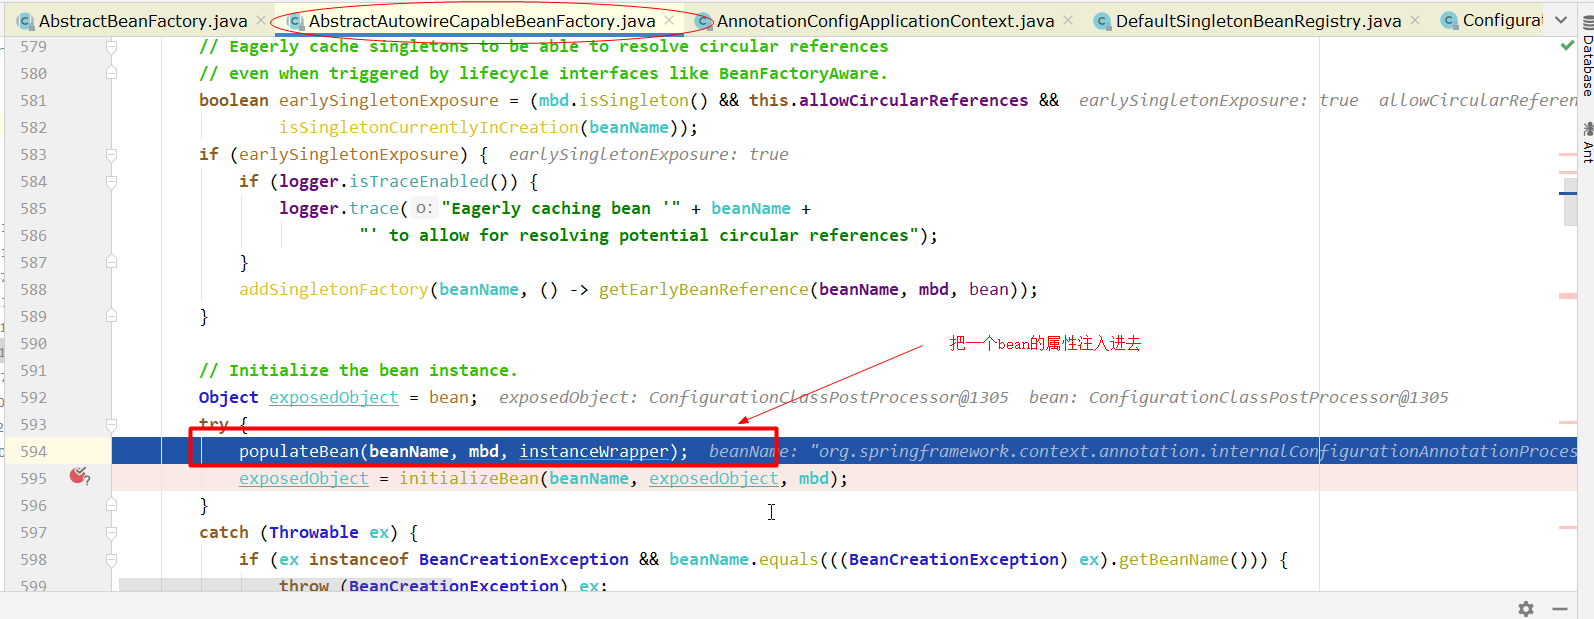 AbstractBeanFactory.java
AbstractAutowireCapableBeanFactory.java
AnnotationConfigApplicationContext.java
DefaultSingletonBeanRegistry.java
Configurat
579 // Eagerly cache singletons to be able to resolve circular references
580 // even when triggered by lifecycle interfaces like BeanFactoryAware.
581 boolean earlySingletonExposure = (mbd.isSingleton() && this.allowCircularReferences && earlySingletonExposure: true allowCircularReferen
582 isSingletonCurrentlyInCreation(beanName));
583 if (earlySingletonExposure) { earlySingletonExposure: true
584 if (logger.isTraceEnabled()) {
585 logger.trace( o: "Eagerly caching bean '" + beanName +
586 "' to allow for resolving potential circular references");
587 }
588 addSingletonFactory(beanName, () -> getEarlyBeanReference(beanName, mbd, bean));
589 }
590
把一个bean的属性注入进去
591 // Initialize the bean instance.
592 Object exposedObject = bean; exposedObject: ConfigurationClassPostProcessor@1305 bean: ConfigurationClassPostProcessor@1305
593 try {
594 populateBean(beanName, mbd, instanceWrapper); beanName: "org.springframework.context.annotation.internalConfigurationAnnotationProces
595 exposedObject = initializeBean(beanName, exposedObject, mbd);
596 }
597 catch (Throwable ex) {
598 if (ex instanceof BeanCreationException && beanName.equals(((BeanCreationException) ex).getBeanName())) {
599 throw (BeanCreationException) ex;
Database
Ant